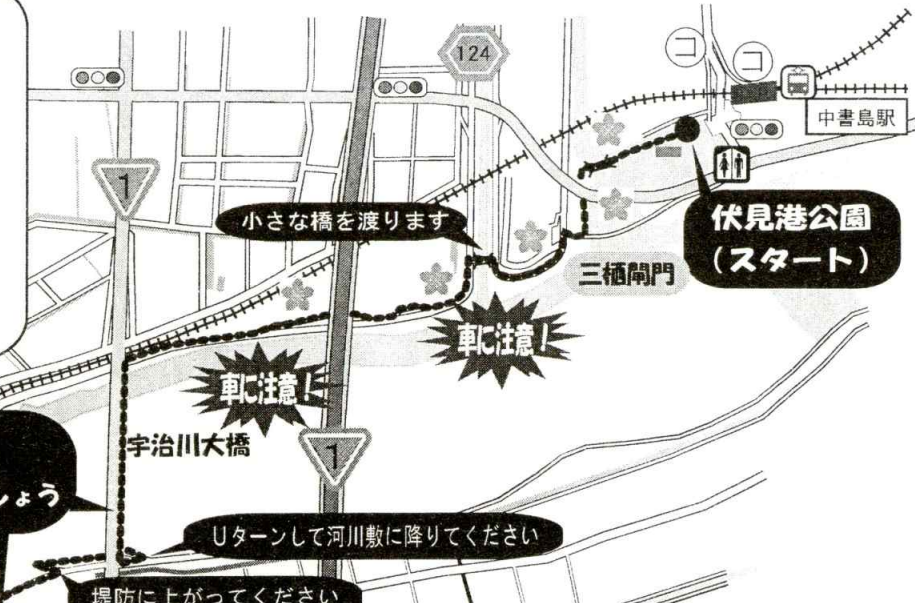 124
コ
コ
中書島駅
1
小さな橋を渡ります
伏見港公園
(スタート)
三栖閘門
車に注意!
車に注意!
宇治川大橋
1
しょう
Uターンして河川敷に降りてください
堤防に上がってください